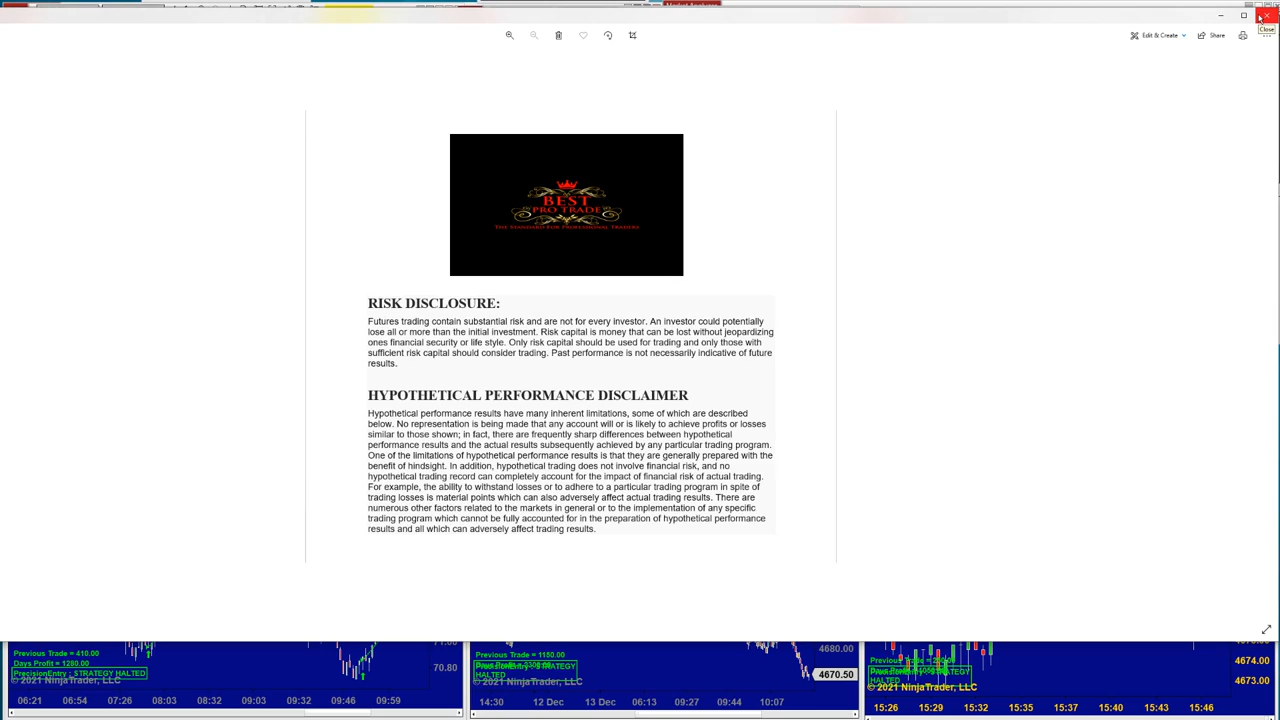 Close
Edit & Create
Share
BEST
PRO TRADE
THE STANDARD FOR PROFESSIONAL TRADERS
RISK DISCLOSURE:
Futures trading contain substantial risk and are not for every investor. An investor could potentially
lose all or more than the initial investment. Risk capital is money that can be lost without jeopardizing
ones financial security or life style. Only risk capital should be used for trading and only those with
sufficient risk capital should consider trading. Past performance is not necessarily indicative of future
results.
HYPOTHETICAL PERFORMANCE DISCLAIMER
Hypothetical performance results have many inherent limitations, some of which are described
below. No representation is being made that any account will or is likely to achieve profits or losses
similar to those shown; in fact, there are frequently sharp differences between hypothetical
performance results and the actual results subsequently achieved by any particular trading program.
One of the limitations of hypothetical performance results is that they are generally prepared with the
benefit of hindsight. In addition, hypothetical trading does not involve financial risk, and no
hypothetical trading record can completely account for the impact of financial risk of actual trading.
For example, the ability to withstand losses or to adhere to a particular trading program in spite of
trading losses is material points which can also adversely affect actual trading results. There are
numerous other factors related to the markets in general or to the implementation of any specific
trading program which cannot be fully accounted for in the preparation of hypothetical performance
results and all which can adversely affect trading results.
Previous Trade = 410.00
Days Profit = 1280.00
PrecisionEntry : STRATEGY HALTED
© 2021 NinjaTrader, LLC
70.80
06:21 06:54 07:26 08:03 08:32 09:03 09:32 09:46 09:59
Previous Trade = 1150.00
STRATEGY
HALTED
© 2021 NinjaTrader, LLC
4680.00
4670.50
14:30 12 Dec 13 Dec 06:13 09:27 09:44 10:07
Previous Trade =
STRATEGY
HALTED
© 2021 NinjaTrader, LLC
4674.00
4673.00
15:26 15:29 15:31 15:32 15:35 15:37 15:40 15:43 15:46